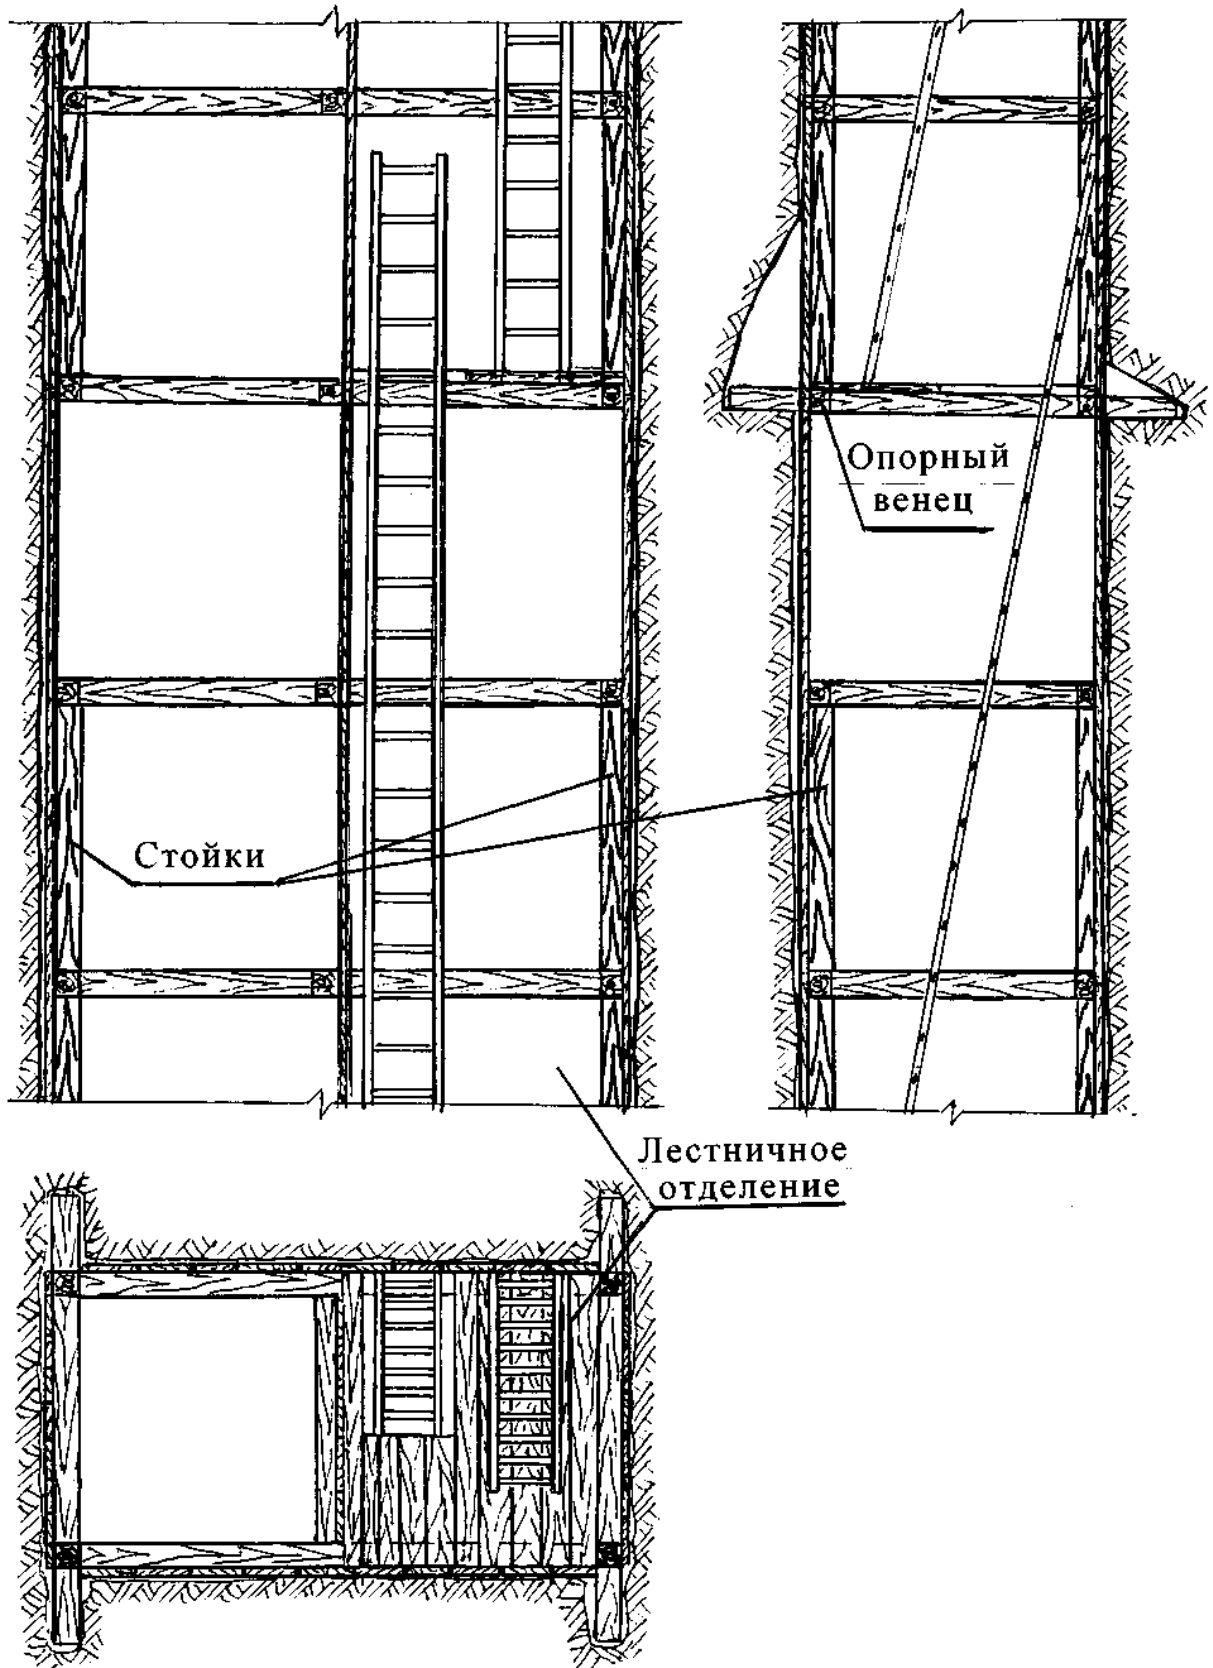 Опорный
венец
Стойки
Лестничное
отделение